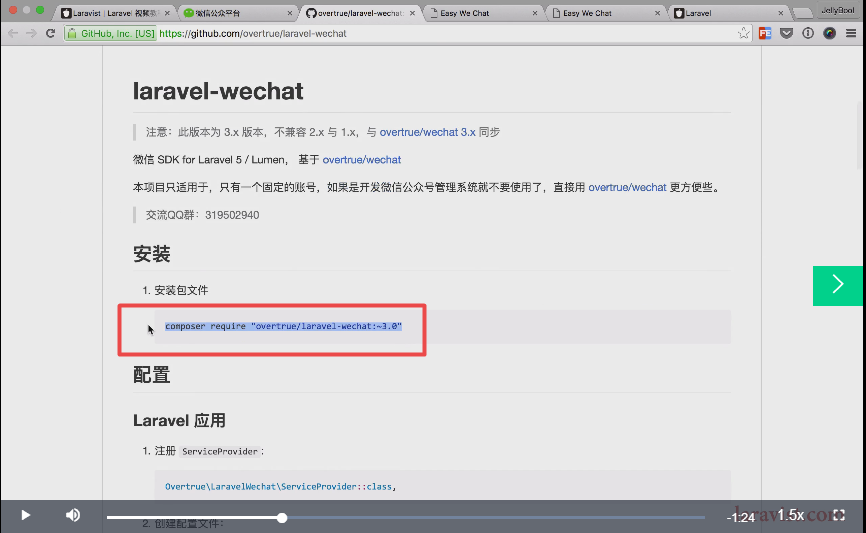 Laravist | Laravel 视频教
微信公众平台
overtrue/laravel-wechat:
Easy We Chat
Easy We Chat
Laravel
JellyBool
GitHub, Inc. [US] https://github.com/overtrue/laravel-wechat
laravel-wechat
注意：此版本为 3.x 版本，不兼容 2.x 与 1.x，与 overtrue/wechat 3.x 同步
微信 SDK for Laravel 5 / Lumen， 基于 overtrue/wechat
本项目只适用于，只有一个固定的账号，如果是开发微信公众号管理系统就不要使用了，直接用 overtrue/wechat 更方便些。
交流QQ群：319502940
安装
1. 安装包文件
composer require "overtrue/laravel-wechat:~3.0"
配置
Laravel 应用
1. 注册 ServiceProvider：
Overtrue\LaravelWechat\ServiceProvider::class,
2. 创建配置文件：
-1:24
1.5x